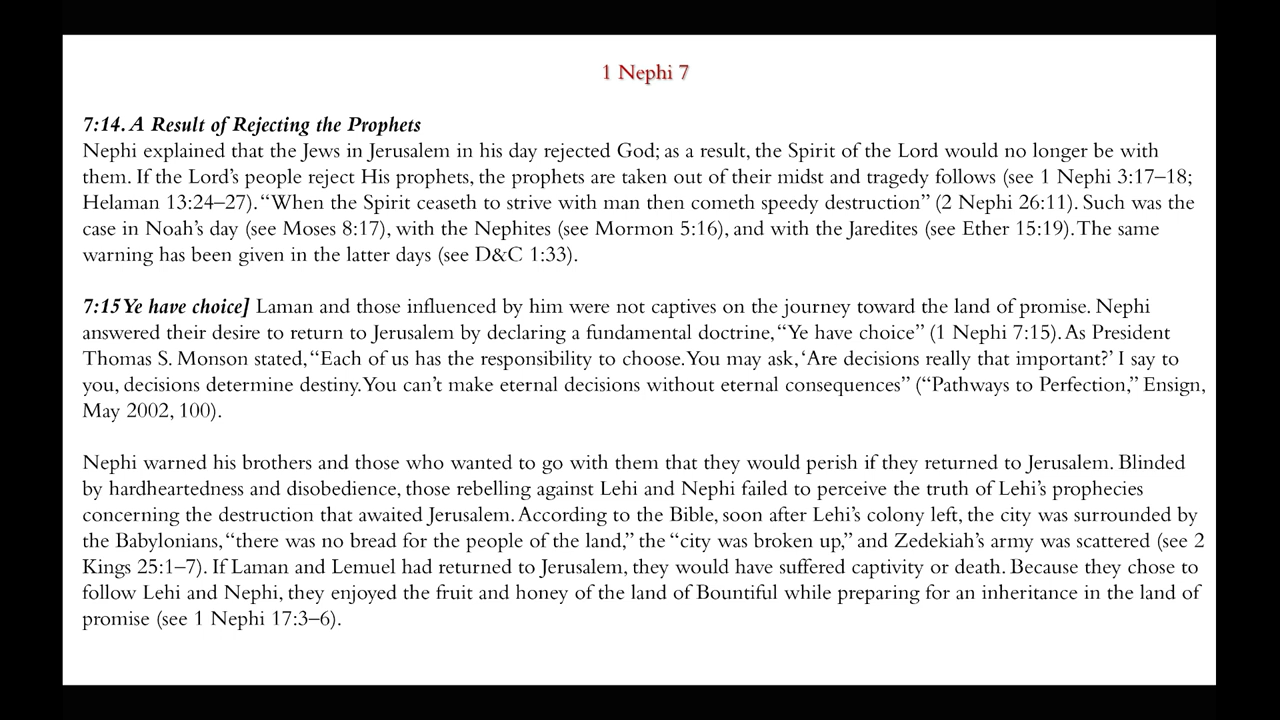 1 Nephi 7
7:14. A Result of Rejecting the Prophets
Nephi explained that the Jews in Jerusalem in his day rejected God; as a result, the Spirit of the Lord would no longer be with
them. If the Lord’s people reject His prophets, the prophets are taken out of their midst and tragedy follows (see 1 Nephi 3:17–18;
Helaman 13:24–27). “When the Spirit ceaseth to strive with man then cometh speedy destruction” (2 Nephi 26:11). Such was the
case in Noah’s day (see Moses 8:17), with the Nephites (see Mormon 5:16), and with the Jaredites (see Ether 15:19). The same
warning has been given in the latter days (see D&C 1:33).
7:15 Ye have choice] Laman and those influenced by him were not captives on the journey toward the land of promise. Nephi
answered their desire to return to Jerusalem by declaring a fundamental doctrine, “Ye have choice” (1 Nephi 7:15). As President
Thomas S. Monson stated, “Each of us has the responsibility to choose. You may ask, ‘Are decisions really that important?’ I say to
you, decisions determine destiny. You can’t make eternal decisions without eternal consequences” (“Pathways to Perfection,” Ensign,
May 2002, 100).
Nephi warned his brothers and those who wanted to go with them that they would perish if they returned to Jerusalem. Blinded
by hardheartedness and disobedience, those rebelling against Lehi and Nephi failed to perceive the truth of Lehi’s prophecies
concerning the destruction that awaited Jerusalem. According to the Bible, soon after Lehi’s colony left, the city was surrounded by
the Babylonians, “there was no bread for the people of the land,” the “city was broken up,” and Zedekiah’s army was scattered (see 2
Kings 25:1–7). If Laman and Lemuel had returned to Jerusalem, they would have suffered captivity or death. Because they chose to
follow Lehi and Nephi, they enjoyed the fruit and honey of the land of Bountiful while preparing for an inheritance in the land of
promise (see 1 Nephi 17:3–6).